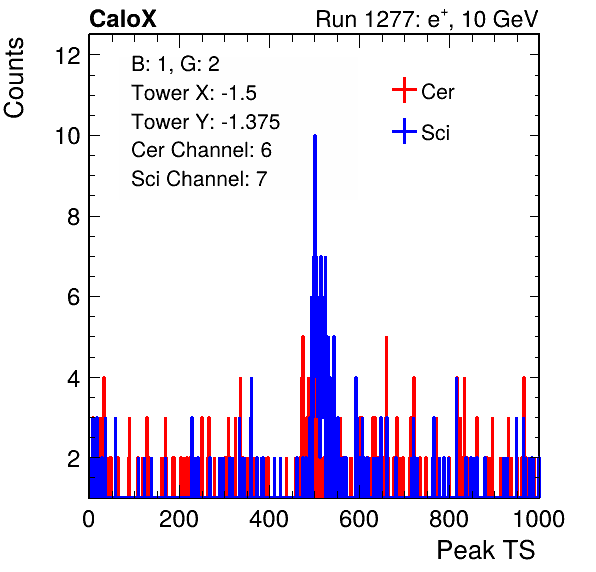 CaloX Run 1277: e⁺, 10 GeV
Counts
B: 1, G: 2
Tower X: -1.5
Tower Y: -1.375
Cer Channel: 6
Sci Channel: 7
Cer
Sci
12
10
8
6
4
2
0 200 400 600 800 1000
Peak TS